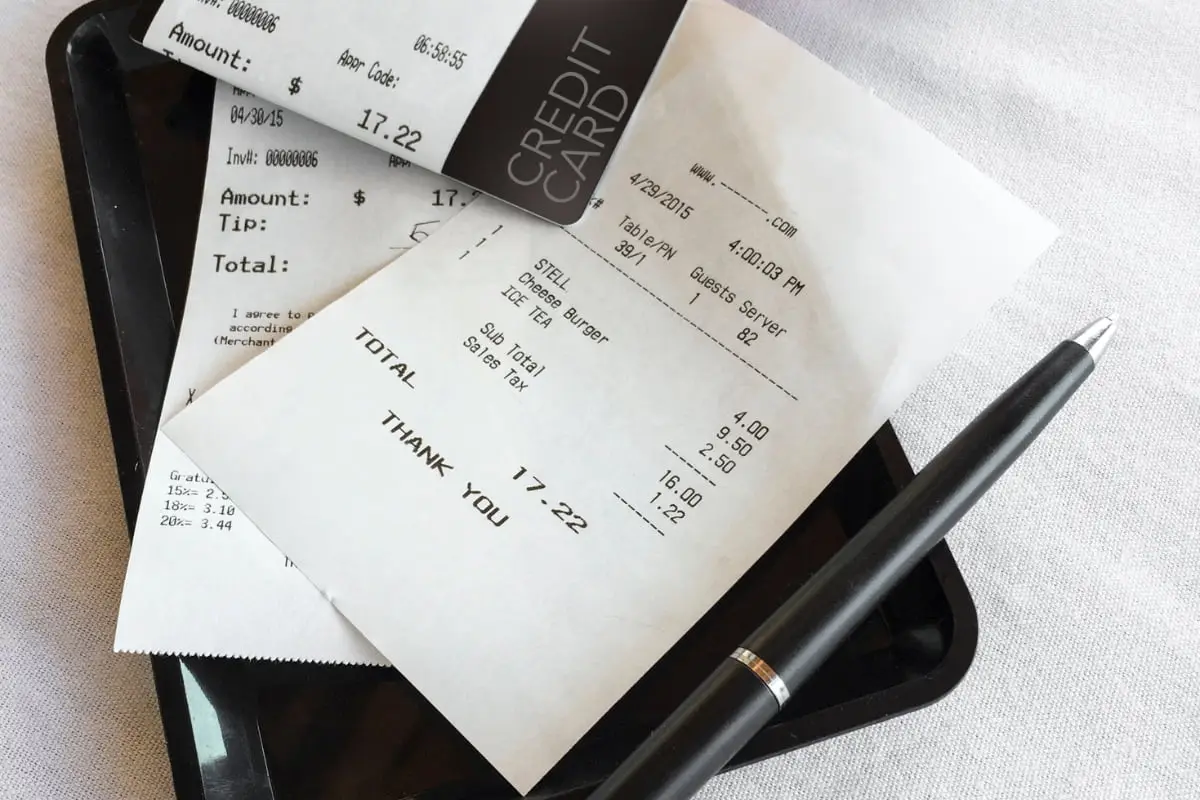 Inv#: 00000006
06:58:55
Amount:
Appr Code:
$ 17.22
CREDIT
CARD
04/30/15
Inv#: 00000006
Amount: $ 17.
Tip:
Total:
I agree to
according
(Merchant
X
15%= 2.
18%= 3.10
20%= 3.44
www. -------.com
4/29/2015 4:00:03 PM
Table/PN Guests Server
39/1 1 82
1 STELL 4.00
1 Cheese Burger 9.50
1 ICE TEA 2.50
Sub Total 16.00
Sales Tax 1.22
TOTAL 17.22
THANK YOU